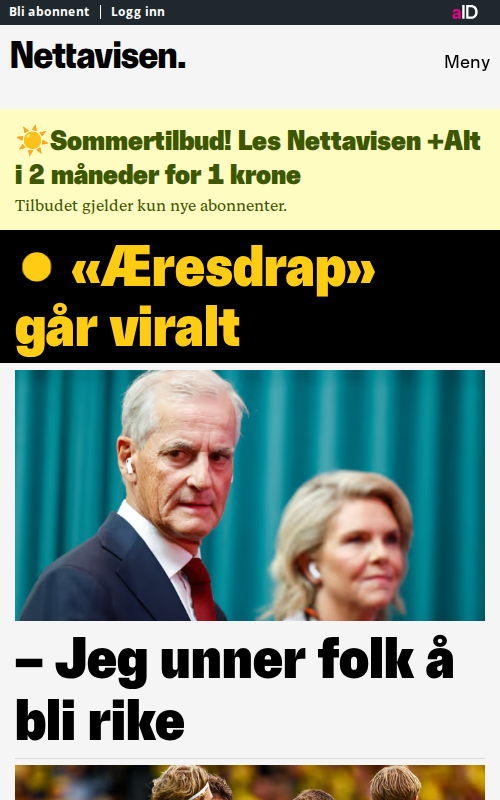 Bli abonnent
Logg inn
aID
Nettavisen.
Meny
☀️Sommertilbud! Les Nettavisen +Alt
i 2 måneder for 1 krone
Tilbudet gjelder kun nye abonnenter.
«Æresdrap»
går viralt
– Jeg unner folk å
bli rike